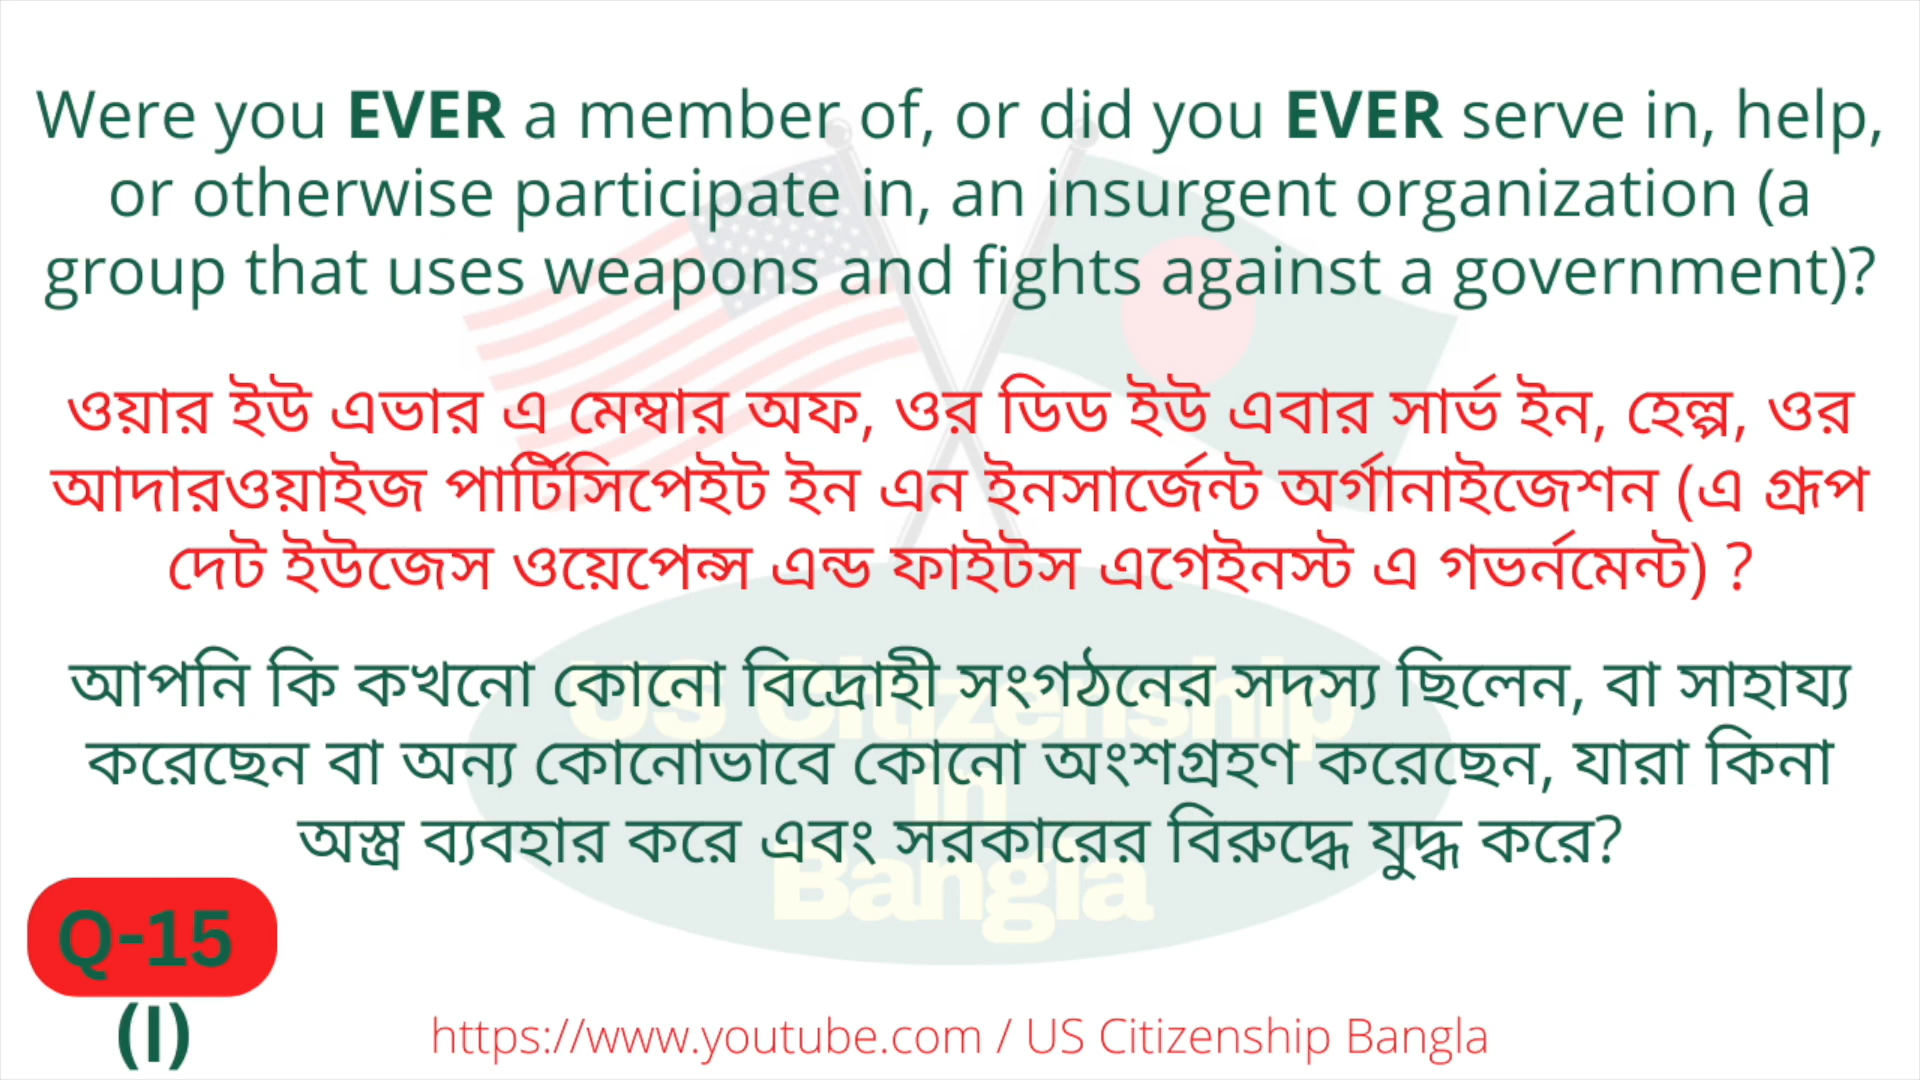 Were you EVER a member of, or did you EVER serve in, help,
or otherwise participate in, an insurgent organization (a
group that uses weapons and fights against a government)?
ওয়ার ইউ এভার এ মেম্বার অফ, ওর ডিড ইউ এবার সার্ভ ইন, হেল্প, ওর
আদারওয়াইজ পার্টিসিপেইট ইন এন ইনসার্জেন্ট অর্গানাইজেশন (এ গ্রূপ
দেট ইউজেস ওয়েপেন্স এন্ড ফাইটস এগেইনস্ট এ গভর্নমেন্ট) ?
আপনি কি কখনো কোনো বিদ্রোহী সংগঠনের সদস্য ছিলেন, বা সাহায্য
করেছেন বা অন্য কোনোভাবে কোনো অংশগ্রহণ করেছেন, যারা কিনা
অস্ত্র ব্যবহার করে এবং সরকারের বিরুদ্ধে যুদ্ধ করে?
US Citizenship
in
Bangla
Q-15
(I)
https://www.youtube.com / US Citizenship Bangla